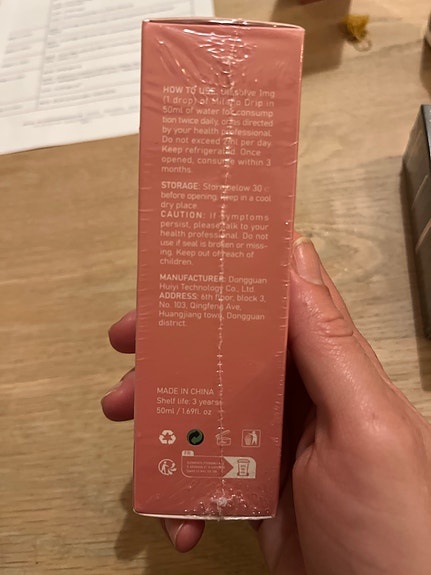 HOW TO USE: Dissolve 1mg
(1 drop) of Milano Drip in
50ml of water for consump
tion twice daily, or as directed
by your health professional.
Do not exceed 2ml per day.
Keep refrigerated. Once
opened, consume within 3
months.
STORAGE: Store below 30°c
before opening, keep in a cool
dry place.
CAUTION: If symptoms
persist, please talk to your
health professional. Do not
use if seal is broken or miss-
ing. Keep out of reach of
children.
MANUFACTURER: Dongguan
Huiyi Technology Co., Ltd
ADDRESS: 6th floor, block 3,
No. 103, Qingfeng Ave,
Huangjiang town, Dongguan
district.
MADE IN CHINA
Shelf life: 3 years
50ml / 1.69fl. oz
FR